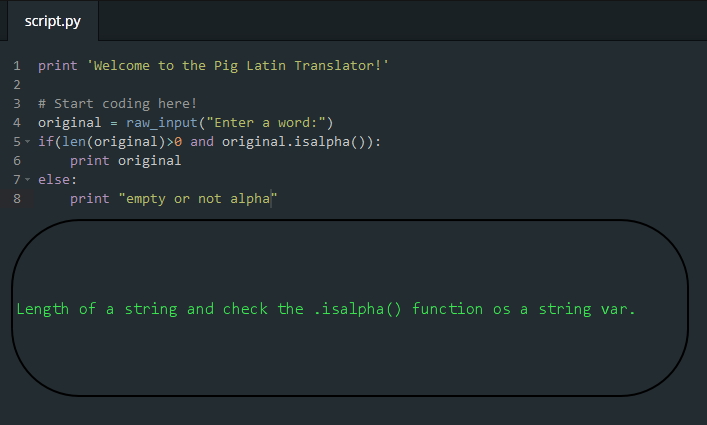 script.py
1 print 'Welcome to the Pig Latin Translator!'
2
3 # Start coding here!
4 original = raw_input("Enter a word:")
5 if(len(original)>0 and original.isalpha()):
6     print original
7 else:
8     print "empty or not alpha"
Length of a string and check the .isalpha() function os a string var.